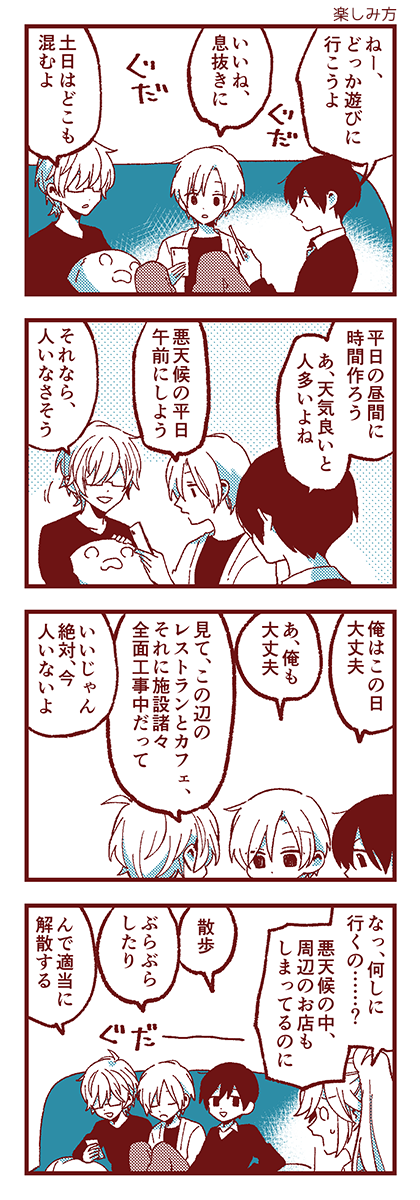 楽しみ方
ねー、
どっか遊びに
行こうよ
いいね、
息抜きに
土日はどこも
混むよ
ぐだ
ぐだ
平日の昼間に
時間作ろう
あ、天気良いと
人多いよね
悪天候の平日
午前にしよう
それなら、
人いなさそう
俺はこの日
大丈夫
あ、俺も
大丈夫
見て、この辺の
レストランとカフェ、
それに施設諸々
全面工事中だって
いいじゃん
絶対、今
人いないよ
なっ、何しに
行くの……？
悪天候の中、
周辺のお店も
しまってるのに
散歩
ぶらぶら
したり
んで適当に
解散する
ぐだ──